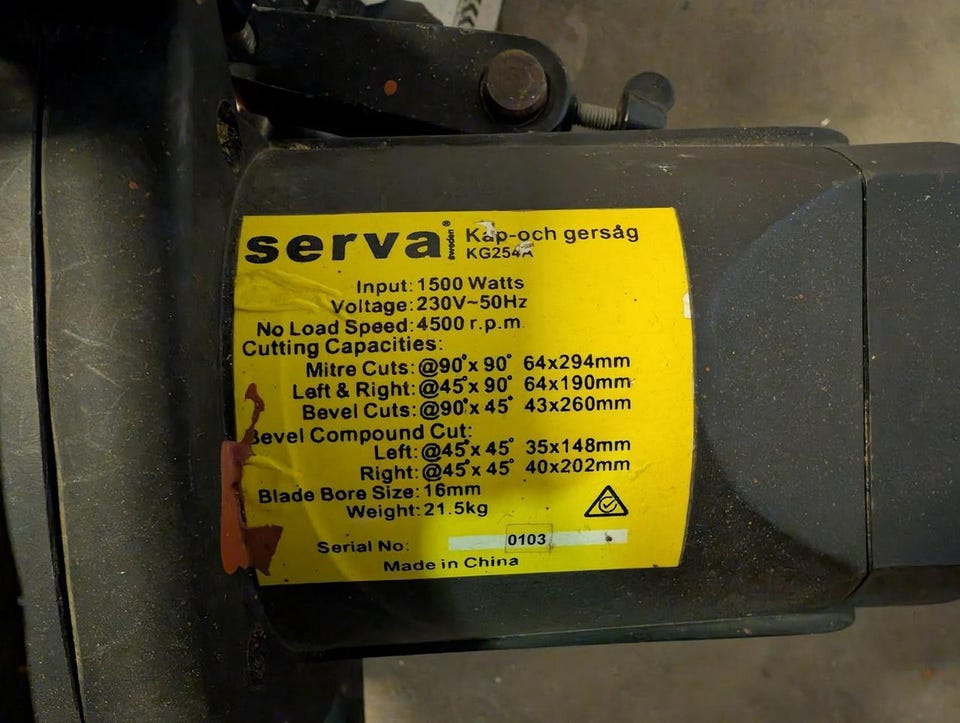 serva sweden ® Kap-och gersåg
KG254A
Input: 1500 Watts
Voltage: 230V~50Hz
No Load Speed: 4500 r.p.m
Cutting Capacities:
Mitre Cuts: @90°x 90° 64x294mm
Left & Right: @45°x 90° 64x190mm
Bevel Cuts: @90°x 45° 43x260mm
Bevel Compound Cut:
Left: @45°x 45° 35x148mm
Right: @45°x 45° 40x202mm
Blade Bore Size: 16mm
Weight: 21.5kg
Serial No: 0103
Made in China